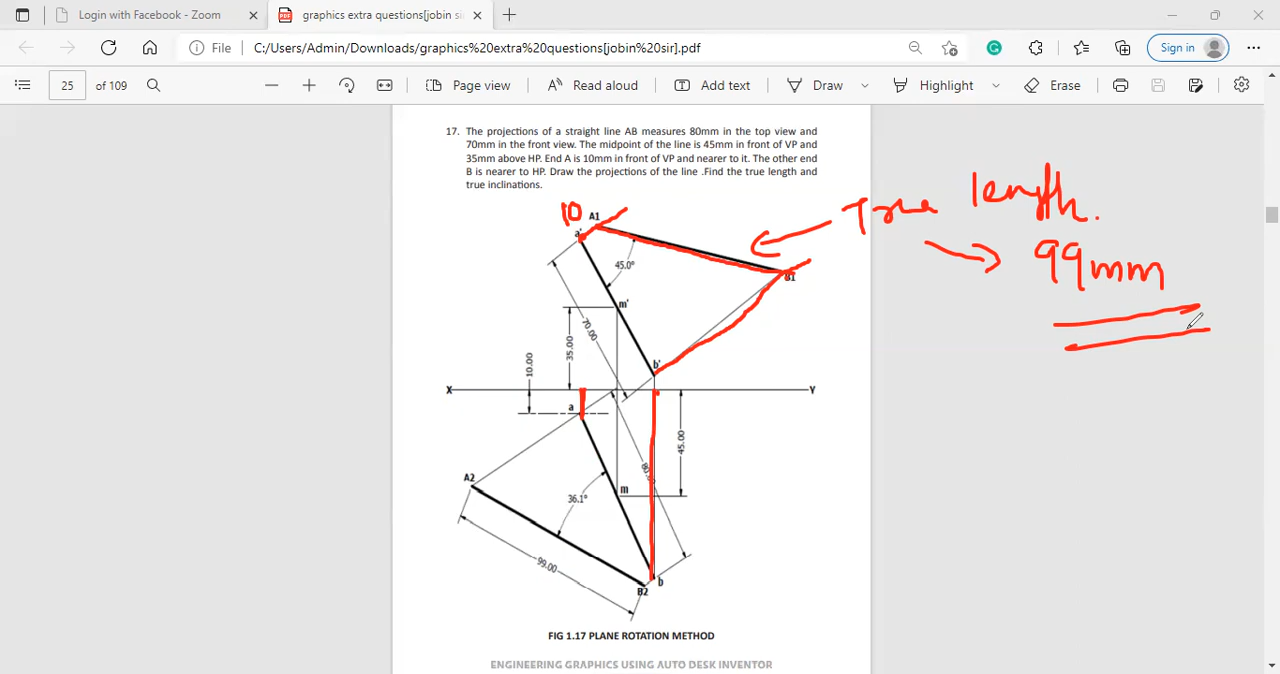 Login with Facebook - Zoom
graphics extra questions[jobin si
File
C:/Users/Admin/Downloads/graphics%20extra%20questions[jobin%20sir].pdf
Sign in
25
of 109
Page view
Read aloud
Add text
Draw
Highlight
Erase
17. The projections of a straight line AB measures 80mm in the top view and
70mm in the front view. The midpoint of the line is 45mm in front of VP and
35mm above HP. End A is 10mm in front of VP and nearer to it. The other end
B is nearer to HP. Draw the projections of the line .Find the true length and
true inclinations.
True length.
99mm
10
A1
a'
45.0°
B1
m'
70.00
35.00
10.00
b'
X
Y
a
45.00
A2
m
36.1°
99.00
b
B2
FIG 1.17 PLANE ROTATION METHOD
ENGINEERING GRAPHICS USING AUTO DESK INVENTOR